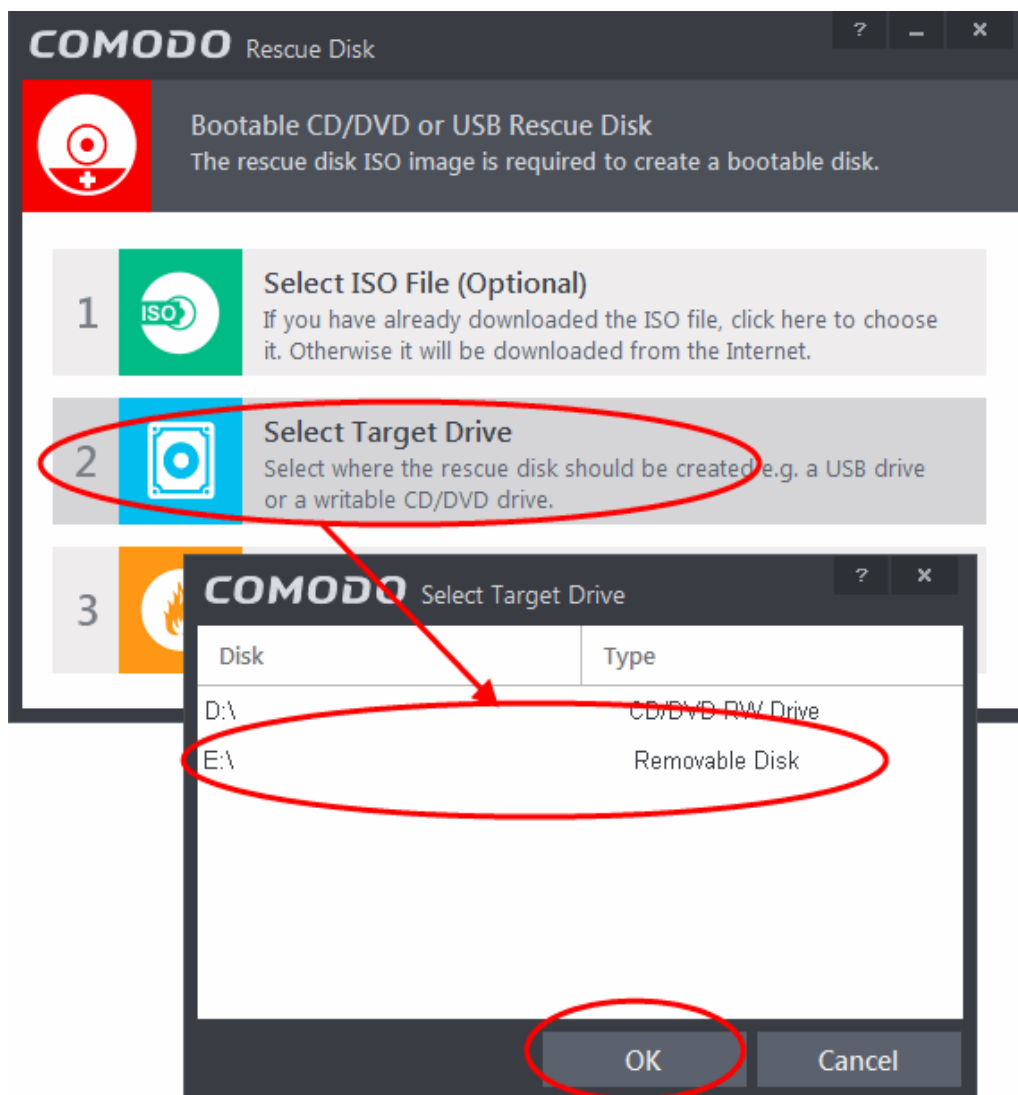 COMODO Rescue Disk
? – ×
Bootable CD/DVD or USB Rescue Disk
The rescue disk ISO image is required to create a bootable disk.
1
ISO
Select ISO File (Optional)
If you have already downloaded the ISO file, click here to choose
it. Otherwise it will be downloaded from the Internet.
2
Select Target Drive
Select where the rescue disk should be created e.g. a USB drive
or a writable CD/DVD drive.
3
COMODO Select Target Drive
? ×
Disk Type
D:\ CD/DVD RW Drive
E:\ Removable Disk
OK Cancel